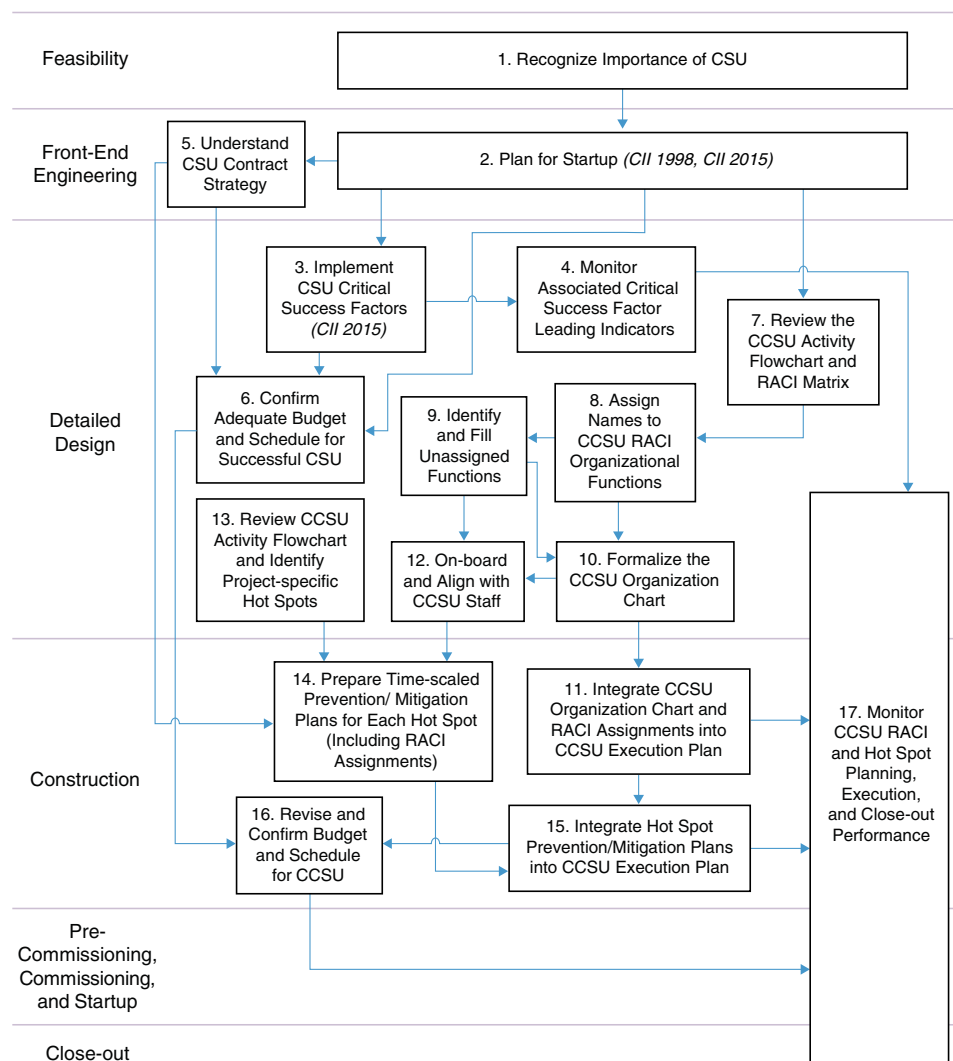 Feasibility
1. Recognize Importance of CSU
Front-End
Engineering
5. Understand
CSU Contract
Strategy
2. Plan for Startup (CII 1998, CII 2015)
Detailed
Design
3. Implement
CSU Critical
Success Factors
(CII 2015)
4. Monitor
Associated Critical
Success Factor
Leading Indicators
7. Review the
CCSU Activity
Flowchart and
RACI Matrix
6. Confirm
Adequate Budget
and Schedule for
Successful CSU
9. Identify
and Fill
Unassigned
Functions
8. Assign
Names to
CCSU RACI
Organizational
Functions
13. Review CCSU
Activity Flowchart
and Identify
Project-specific
Hot Spots
12. On-board
and Align with
CCSU Staff
10. Formalize the
CCSU Organization
Chart
Construction
14. Prepare Time-scaled
Prevention/ Mitigation
Plans for Each Hot Spot
(Including RACI
Assignments)
11. Integrate CCSU
Organization Chart and
RACI Assignments into
CCSU Execution Plan
17. Monitor
CCSU RACI
and Hot Spot
Planning,
Execution,
and Close-out
Performance
16. Revise and
Confirm Budget
and Schedule
for CCSU
15. Integrate Hot Spot
Prevention/Mitigation Plans
into CCSU Execution Plan
Pre-
Commissioning,
Commissioning,
and Startup
Close-out